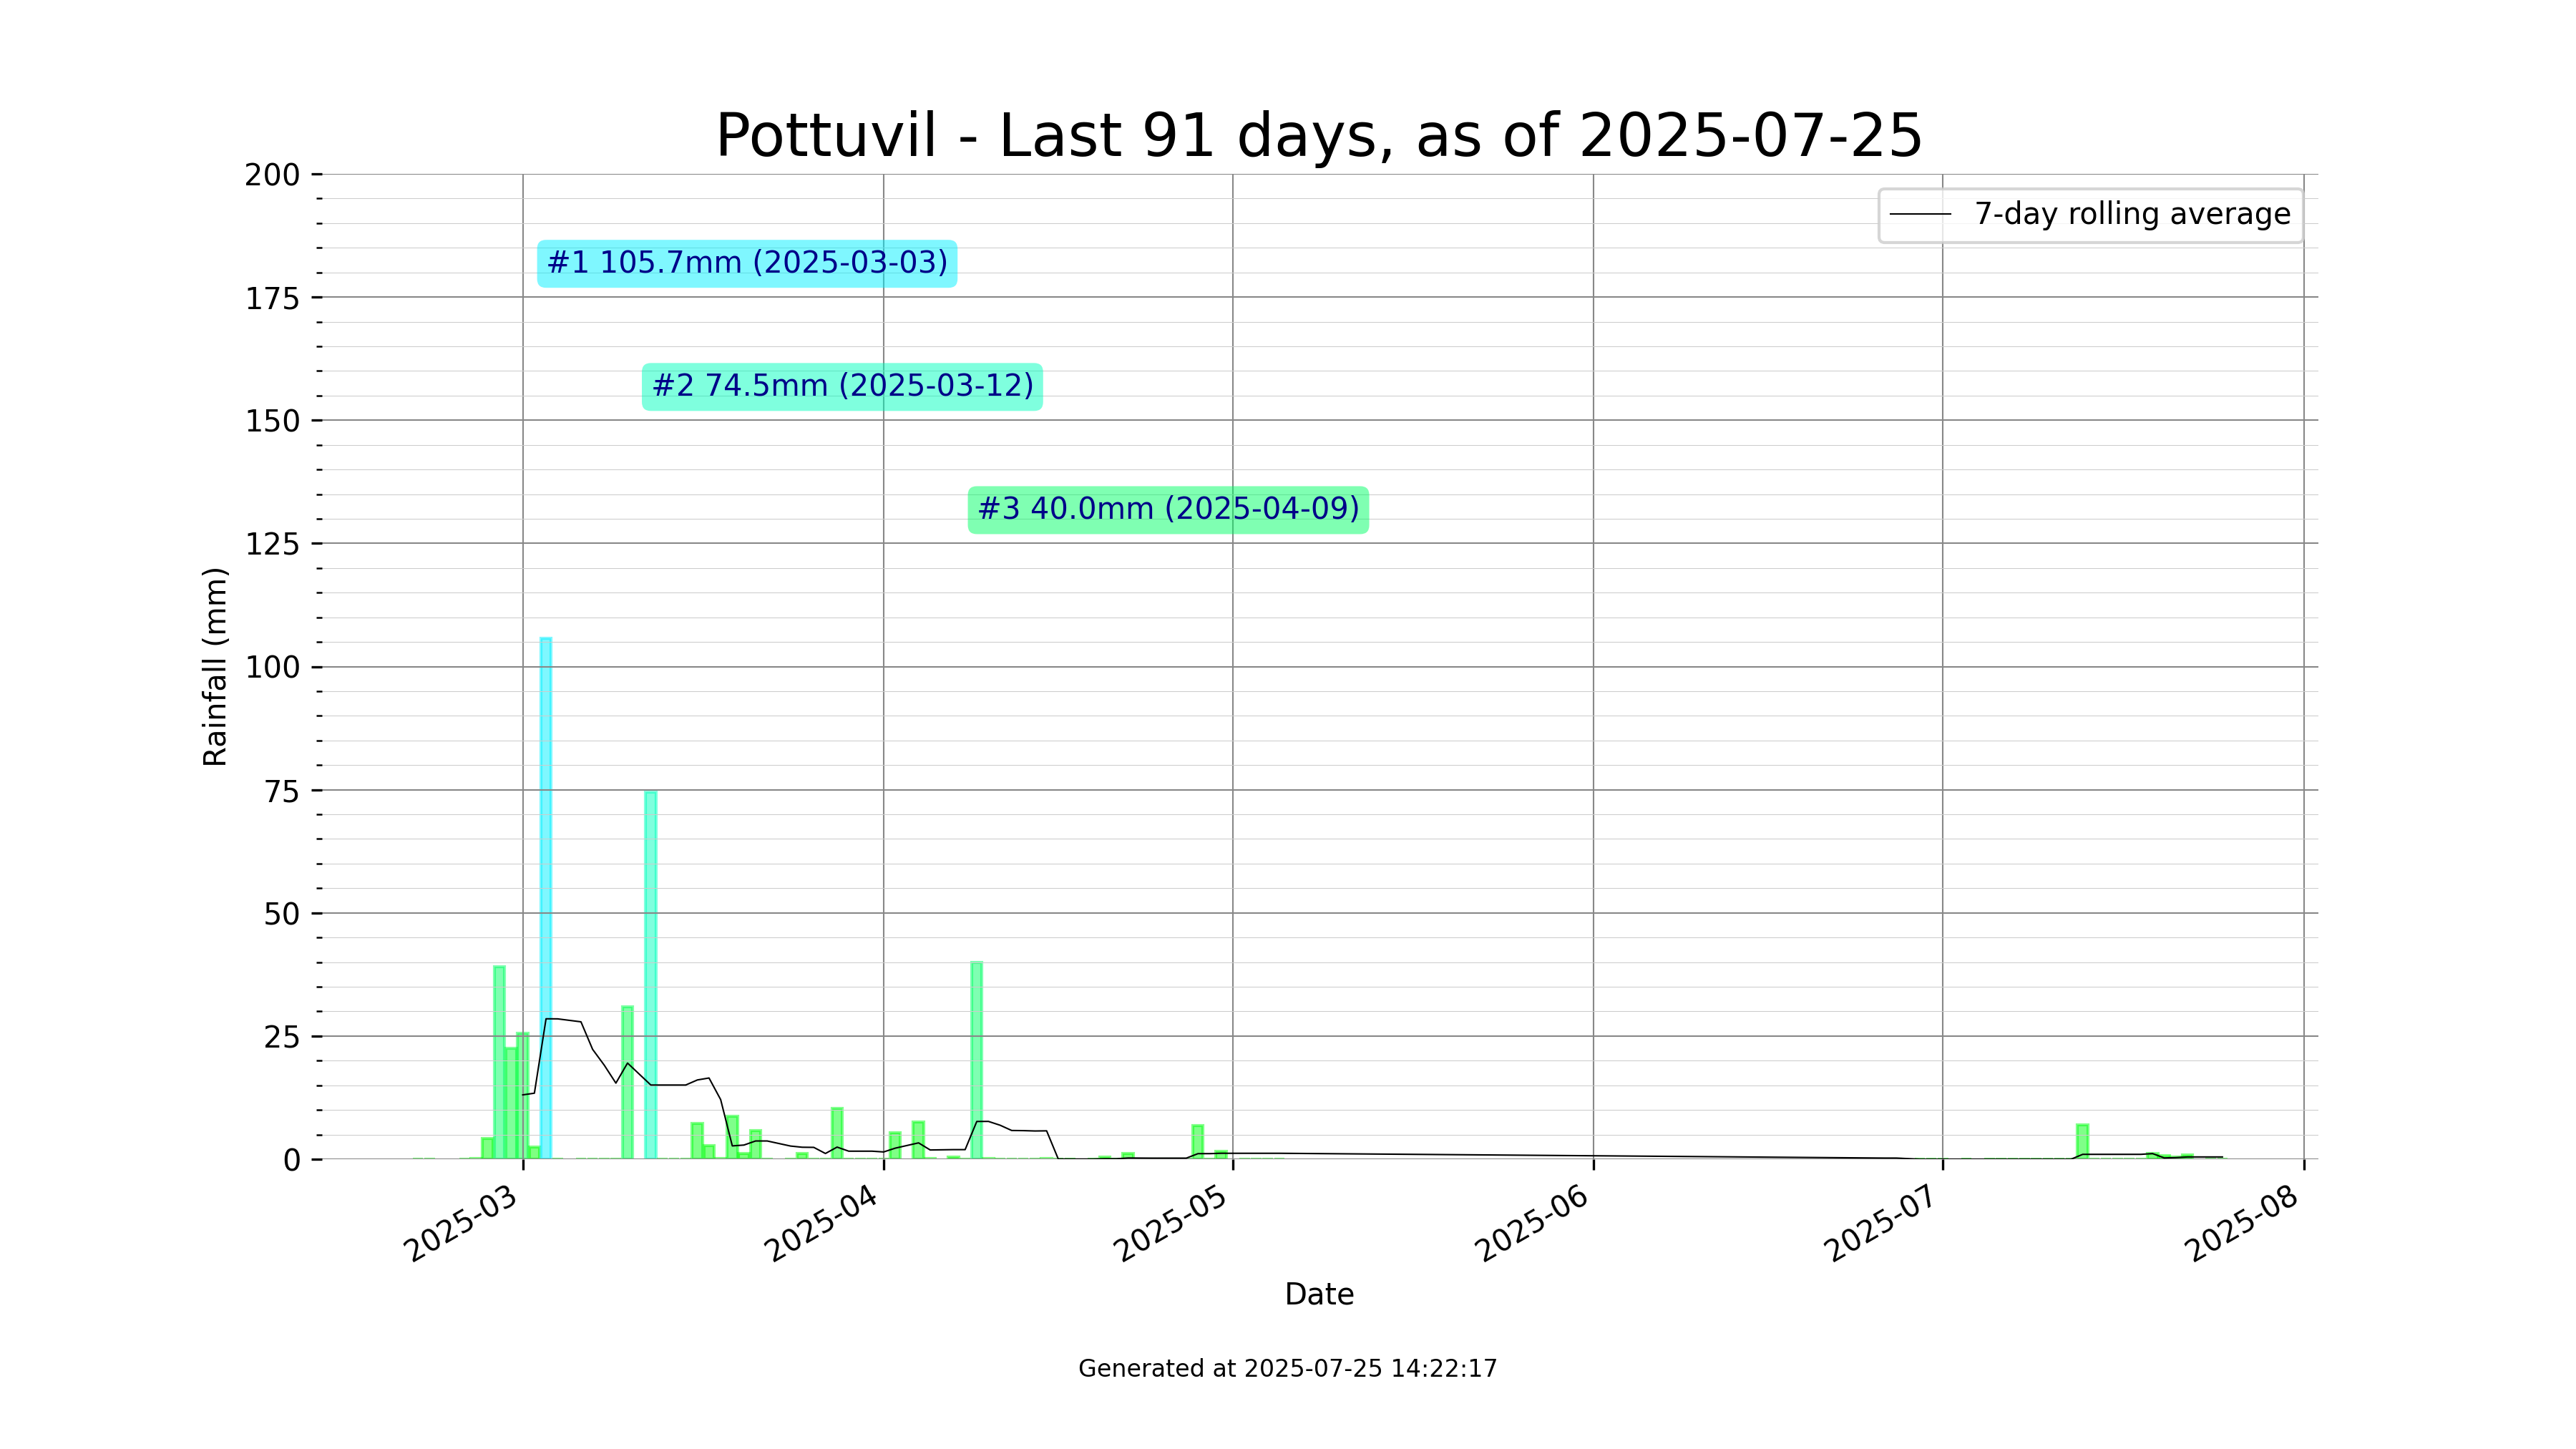 Pottuvil - Last 91 days, as of 2025-07-25
7-day rolling average
#1 105.7mm (2025-03-03)
#2 74.5mm (2025-03-12)
#3 40.0mm (2025-04-09)
Rainfall (mm)
200
175
150
125
100
75
50
25
0
2025-03
2025-04
2025-05
2025-06
2025-07
2025-08
Date
Generated at 2025-07-25 14:22:17